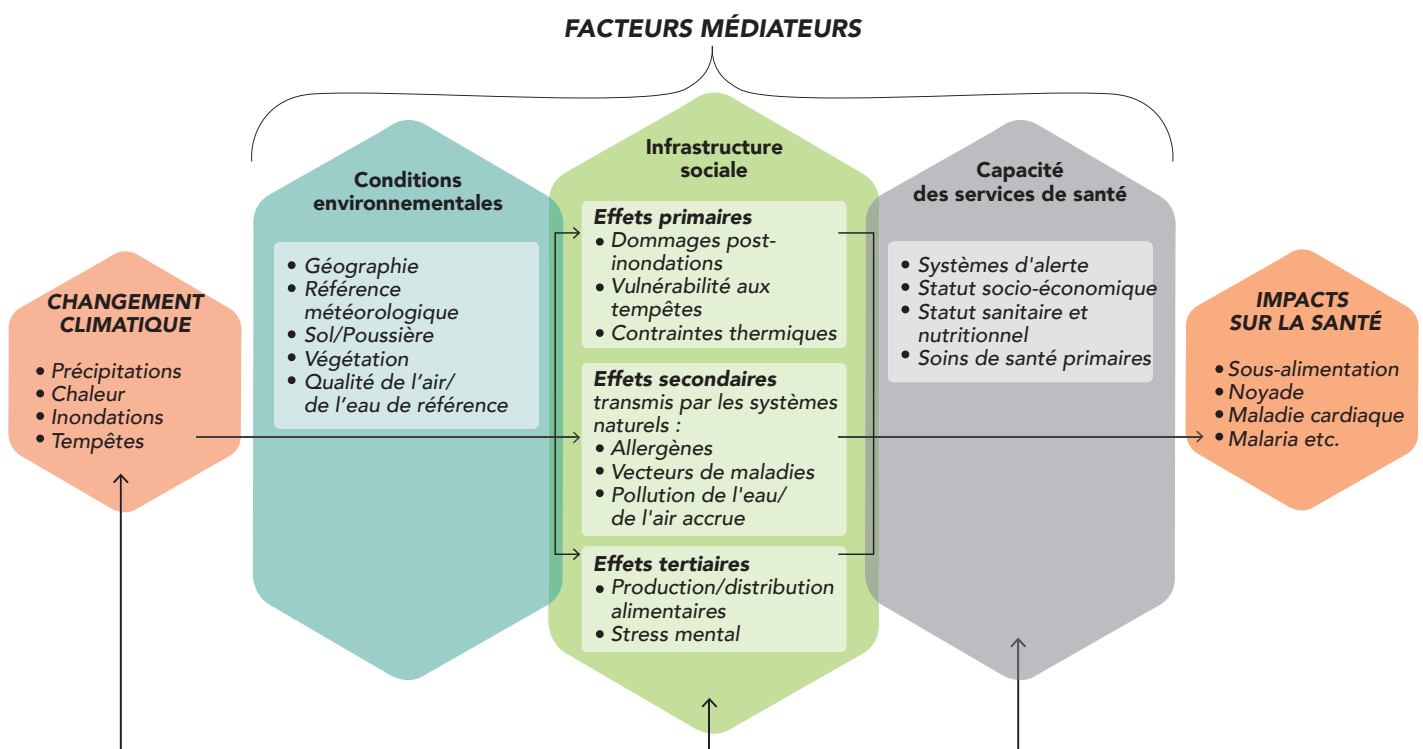 FACTEURS MÉDIATEURS
CHANGEMENT
CLIMATIQUE
• Précipitations
• Chaleur
• Inondations
• Tempêtes
Conditions
environnementales
• Géographie
• Référence
météorologique
• Sol/Poussière
• Végétation
• Qualité de l’air/
de l’eau de référence
Infrastructure
sociale
Effets primaires
• Dommages post-
inondations
• Vulnérabilité aux
tempêtes
• Contraintes thermiques
Effets secondaires
transmis par les systèmes
naturels :
• Allergènes
• Vecteurs de maladies
• Pollution de l'eau/
de l'air accrue
Effets tertiaires
• Production/distribution
alimentaires
• Stress mental
Capacité
des services de santé
• Systèmes d'alerte
• Statut socio-économique
• Statut sanitaire et
nutritionnel
• Soins de santé primaires
IMPACTS
SUR LA SANTÉ
• Sous-alimentation
• Noyade
• Maladie cardiaque
• Malaria etc.